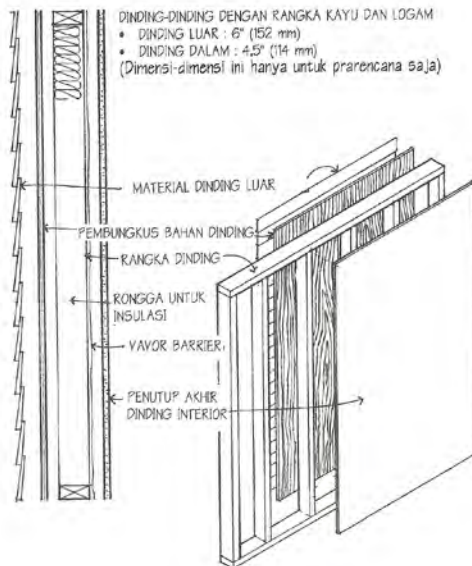 DINDING-DINDING DENGAN RANGKA KAYU DAN LOGAM
• DINDING LUAR : 6" (152 mm)
• DINDING DALAM : 4,5" (114 mm)
(Dimensi-dimensi ini hanya untuk prarencana saja)
MATERIAL DINDING LUAR
PEMBUNGKUS BAHAN DINDING
RANGKA DINDING
RONGGA UNTUK
INSULASI
VAVOR BARRIER
PENUTUP AKHIR
DINDING INTERIOR